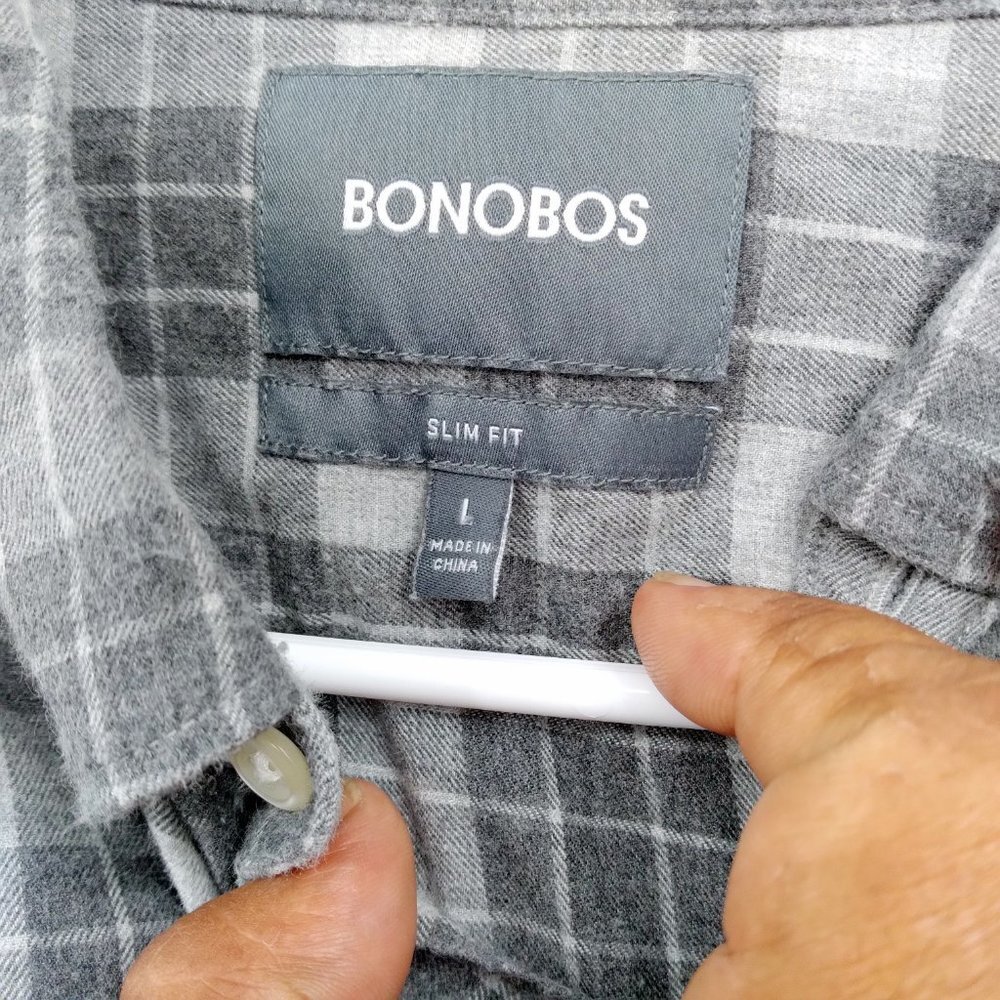 BONOBOS
SLIM FIT
L
MADE IN
CHINA